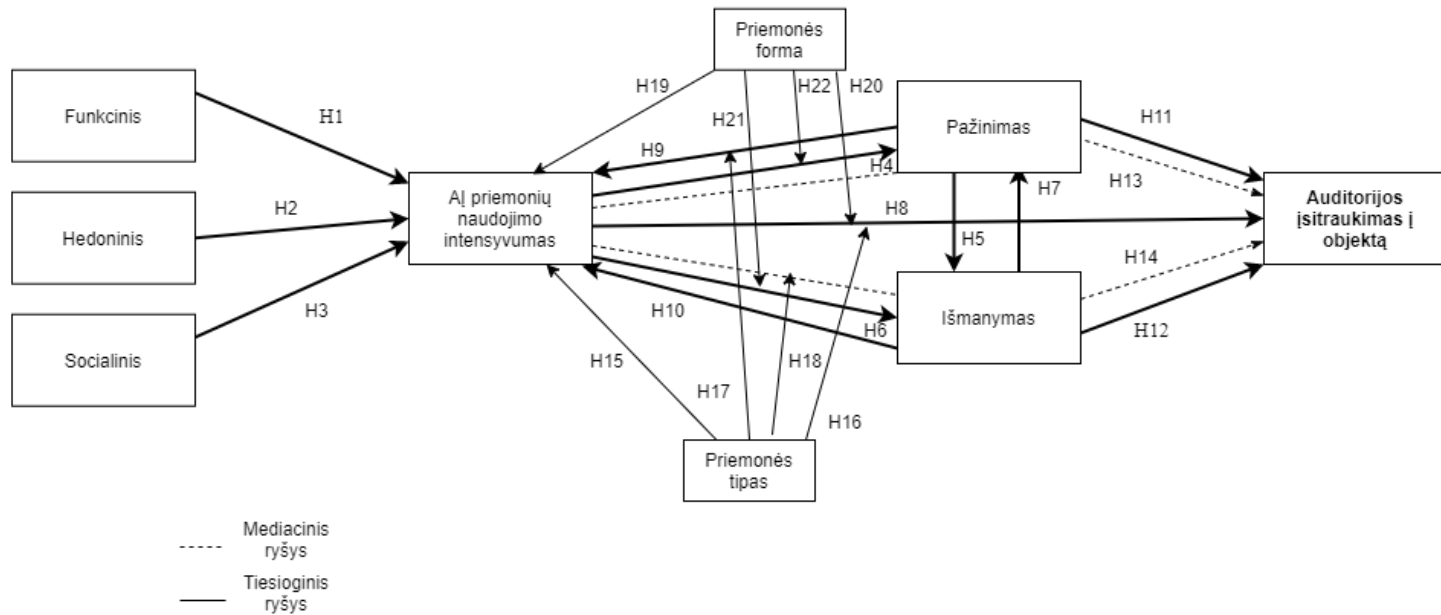 Priemonės
forma
Funkcinis
H1
H19
H22
H20
H21
Pažinimas
H11
H9
H4
H13
Hedoninis
H2
AĮ priemonių
naudojimo
intensyvumas
H8
H7
Auditorijos
įsitraukimas į
objektą
H5
H14
H3
H10
H6
Išmanymas
H12
Socialinis
H15
H17
H18
H16
Priemonės
tipas
Mediacinis
ryšys
Tiesioginis
ryšys